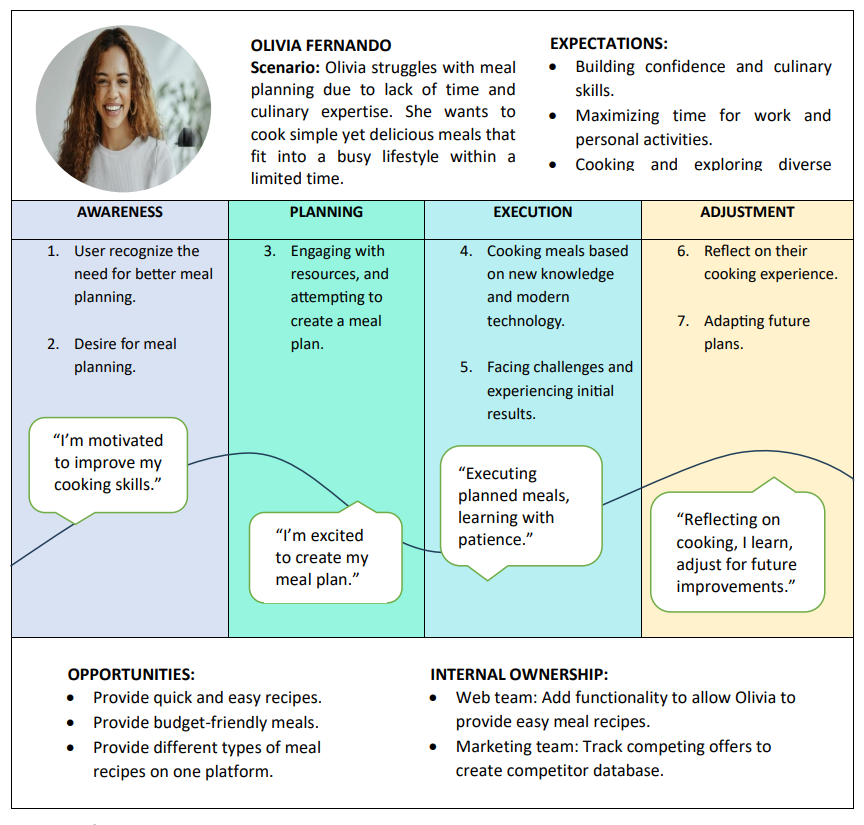 OLIVIA FERNANDO
Scenario: Olivia struggles with meal
planning due to lack of time and
culinary expertise. She wants to
cook simple yet delicious meals that
fit into a busy lifestyle within a
limited time.
EXPECTATIONS:
• Building confidence and culinary
skills.
• Maximizing time for work and
personal activities.
• Cooking and exploring diverse
AWARENESS
1. User recognize the
need for better meal
planning.
2. Desire for meal
planning.
“I’m motivated
to improve my
cooking skills.”
PLANNING
3. Engaging with
resources, and
attempting to
create a meal
plan.
“I’m excited
to create my
meal plan.”
EXECUTION
4. Cooking meals based
on new knowledge
and modern
technology.
5. Facing challenges and
experiencing initial
results.
“Executing
planned meals,
learning with
patience.”
ADJUSTMENT
6. Reflect on their
cooking experience.
7. Adapting future
plans.
“Reflecting on
cooking, I learn,
adjust for future
improvements.”
OPPORTUNITIES:
• Provide quick and easy recipes.
• Provide budget-friendly meals.
• Provide different types of meal
recipes on one platform.
INTERNAL OWNERSHIP:
• Web team: Add functionality to allow Olivia to
provide easy meal recipes.
• Marketing team: Track competing offers to
create competitor database.